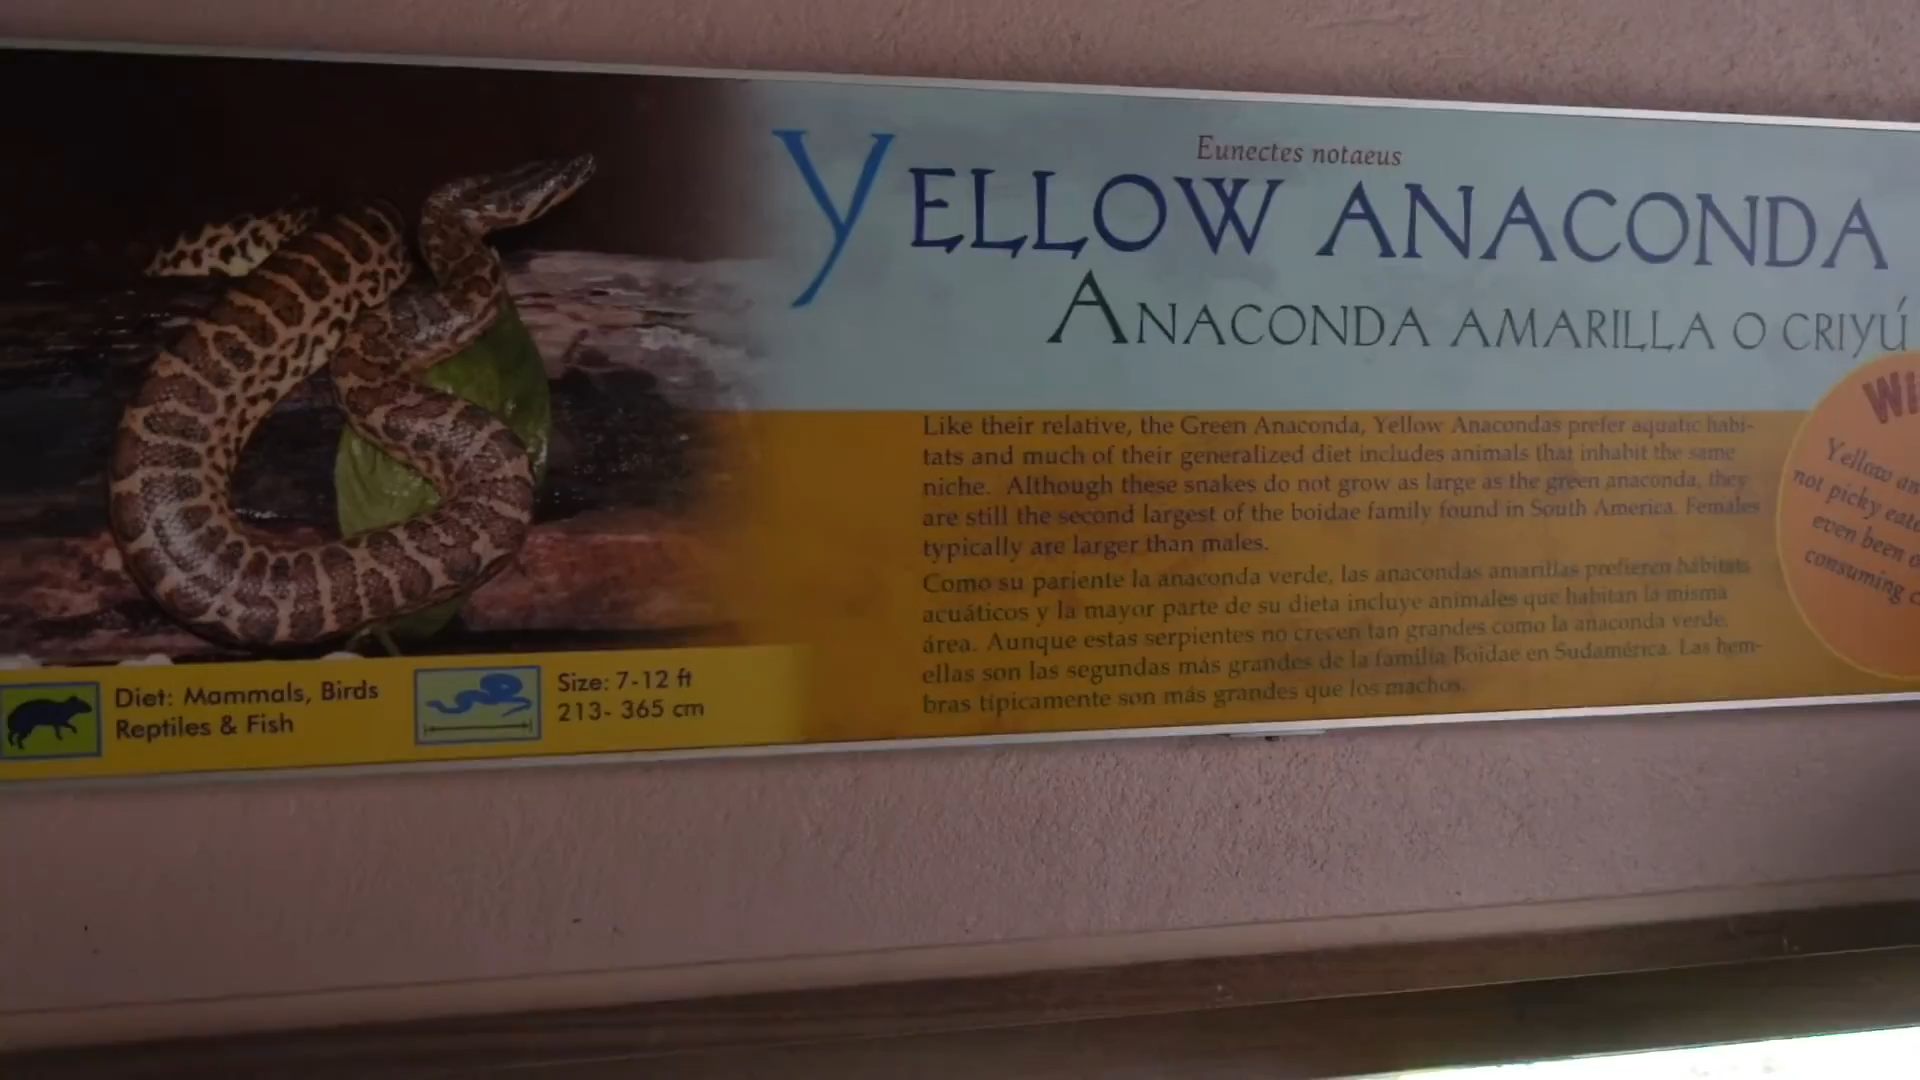 Eunectes notaeus
YELLOW ANACONDA
ANACONDA AMARILLA O CRIYÚ
Like their relative, the Green Anaconda, Yellow Anacondas prefer aquatic habi-
tats and much of their generalized diet includes animals that inhabit the same
niche. Although these snakes do not grow as large as the green anaconda, they
are still the second largest of the boidae family found in South America. Females
typically are larger than males.
Como su pariente la anaconda verde, las anacondas amarillas prefieren hábitats
acuáticos y la mayor parte de su dieta incluye animales que habitan la misma
área. Aunque estas serpientes no crecen tan grandes como la anaconda verde,
ellas son las segundas más grandes de la familia Boidae en Sudamérica. Las hem-
bras típicamente son más grandes que los machos.
Yellow
not picky
even been
consuming
Diet: Mammals, Birds
Reptiles & Fish
Size: 7-12 ft
213- 365 cm